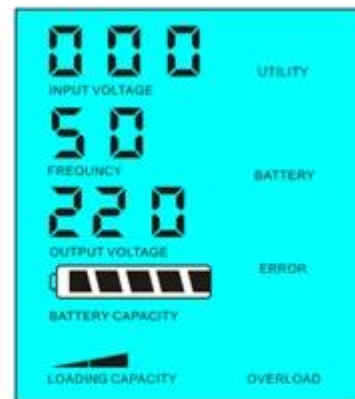 000
INPUT VOLTAGE
UTILITY
50
FREQUNCY
BATTERY
220
OUTPUT VOLTAGE
ERROR
BATTERY CAPACITY
LOADING CAPACITY
OVERLOAD